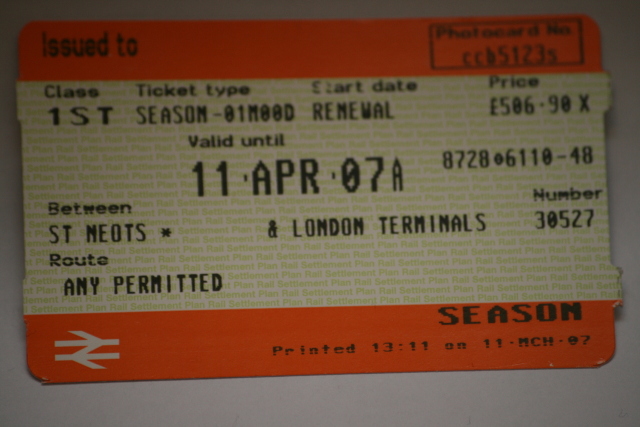 Issued to
Photocard No
ccb5123s
Class Ticket type Start date Price
1ST SEASON-01M00D RENEWAL £506·90 X
Valid until
11·APR·07A 8728 6110-48
Between Number
ST NEOTS * & LONDON TERMINALS 30527
Route
ANY PERMITTED
SEASON
Printed 13:11 on 11·MCH·07